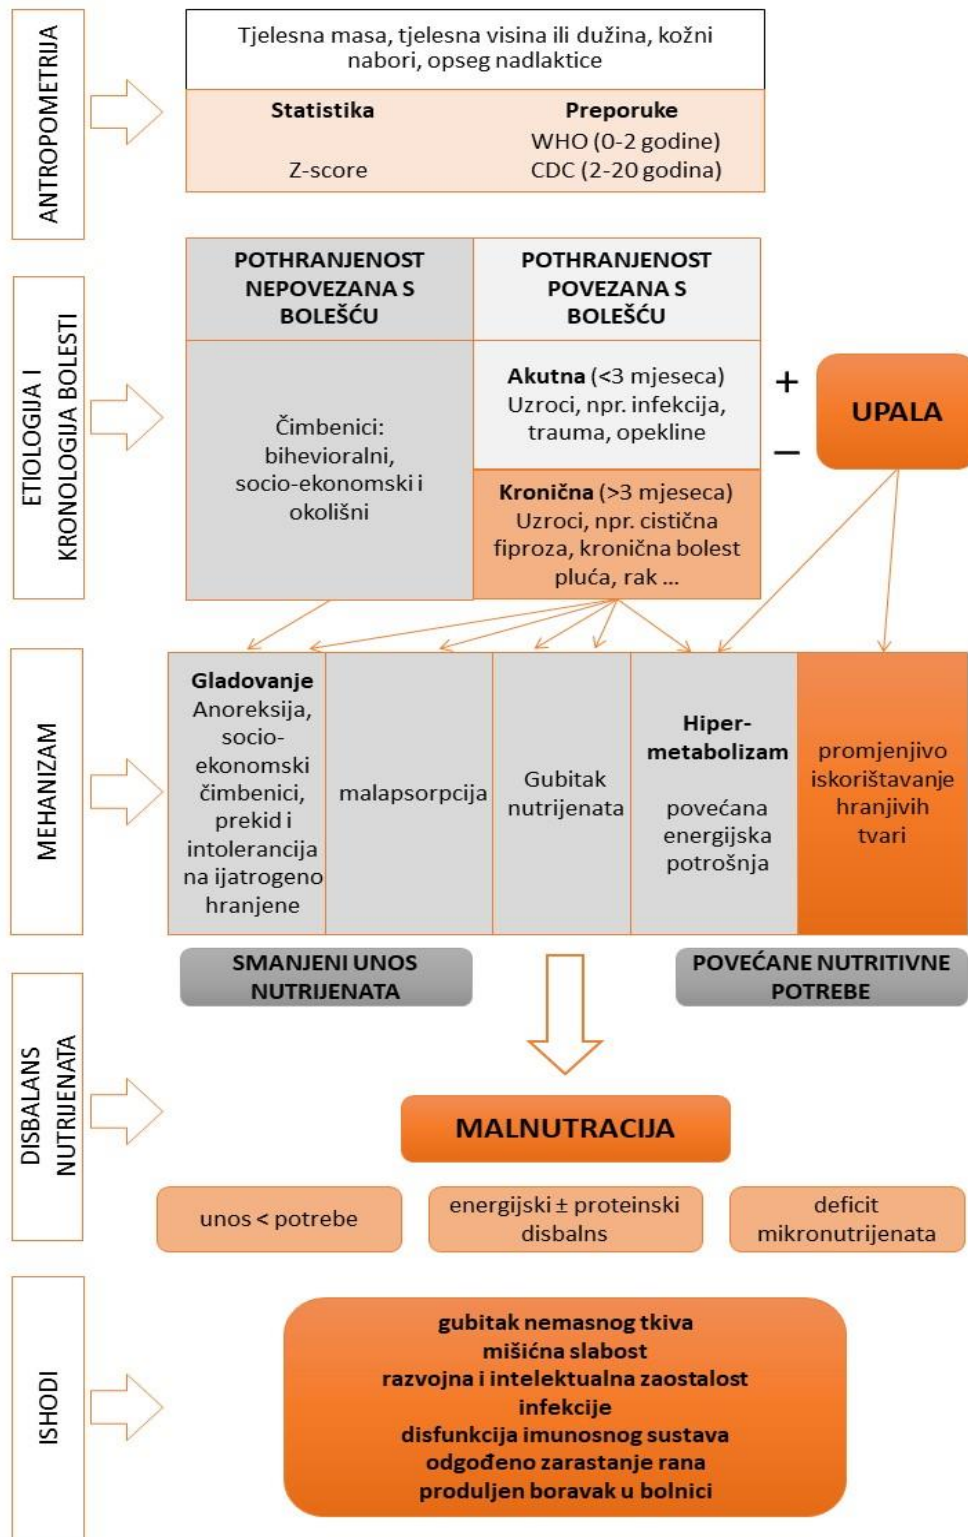 ANTROPOMETRIJA
Tjelesna masa, tjelesna visina ili dužina, kožni
nabori, opseg nadlaktice
Statistika
Preporuke
WHO (0-2 godine)
Z-score
CDC (2-20 godina)
ETIOLOGIJA I
KRONOLOGIJA BOLESTI
POTHRANJENOST
NEPOVEZANA S
BOLEŠĆU
POTHRANJENOST
POVEZANA S
BOLEŠĆU
Čimbenici:
bihevioralni,
socio-ekonomski i
okolišni
Akutna (<3 mjeseca)
Uzroci, npr. infekcija,
trauma, opekline
Kronična (>3 mjeseca)
Uzroci, npr. cistična
fiproza, kronična bolest
pluća, rak ...
+
–
UPALA
MEHANIZAM
Gladovanje
Anoreksija,
socio-
ekonomski
čimbenici,
prekid i
intolerancija
na ijatrogeno
hranjene
malapsorpcija
Gubitak
nutrijenata
Hiper-
metabolizam
povećana
energijska
potrošnja
promjenjivo
iskorištavanje
hranjivih
tvari
SMANJENI UNOS
NUTRIJENATA
POVEĆANE NUTRITIVNE
POTREBE
DISBALANS
NUTRIJENATA
MALNUTRACIJA
unos < potrebe
energijski ± proteinski
disbalns
deficit
mikronutrijenata
ISHODI
gubitak nemasnog tkiva
mišićna slabost
razvojna i intelektualna zaostalost
infekcije
disfunkcija imunosnog sustava
odgođeno zarastanje rana
produljen boravak u bolnici